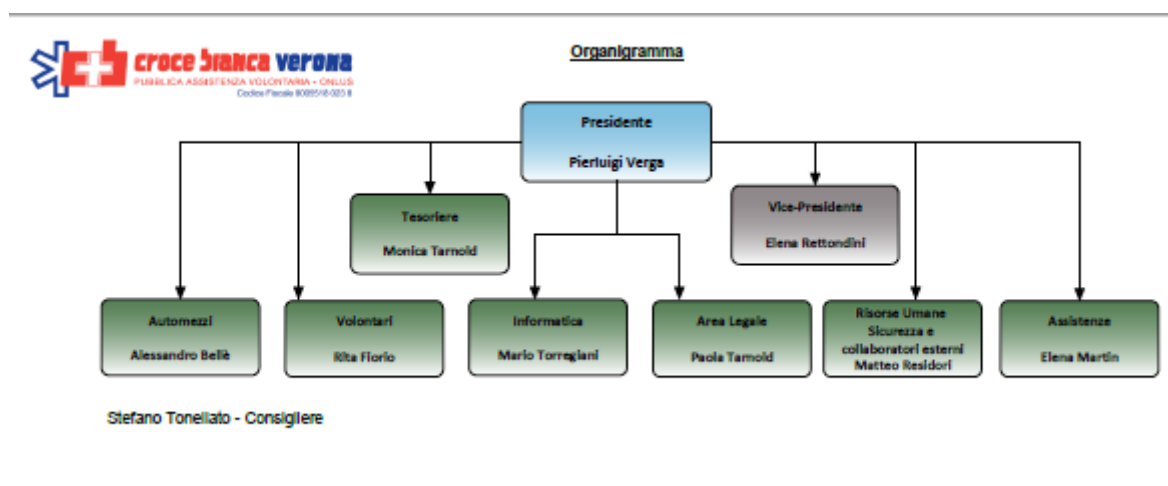 Organigramma
croce bianca verona
PUBBLICA ASSISTENZA VOLONTARIA - ONLUS
Codice Fiscale
Presidente
Pierluigi Verga
Tesoriere
Monica Tarnold
Vice-Presidente
Elena Rettondini
Automezzi
Alessandro Bellè
Volontari
Rita Florio
Informatica
Mario Torregiani
Area Legale
Paola Tarnold
Risorse Umane
Sicurezza e
collaboratori esterni
Matteo Residori
Assistenze
Elena Martin
Stefano Tonellato - Consigliere